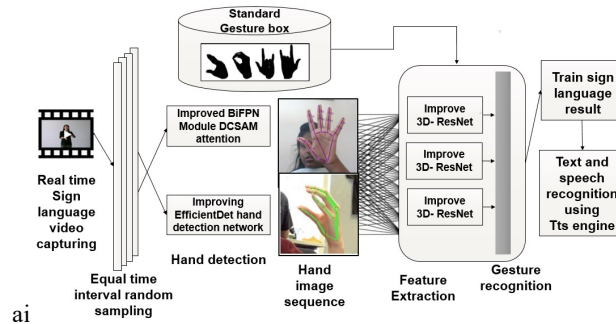 Standard
Gesture box
Real time
Sign
language
video
capturing
Equal time
interval random
sampling
Improved BiFPN
Module DCSAM
attention
Improving
EfficientDet hand
detection network
Hand detection
Hand
image
sequence
Improve
3D- ResNet
Improve
3D- ResNet
Improve
3D- ResNet
Feature
Extraction
Gesture
recognition
Train sign
language
result
Text and
speech
recognition
using
Tts engine
ai